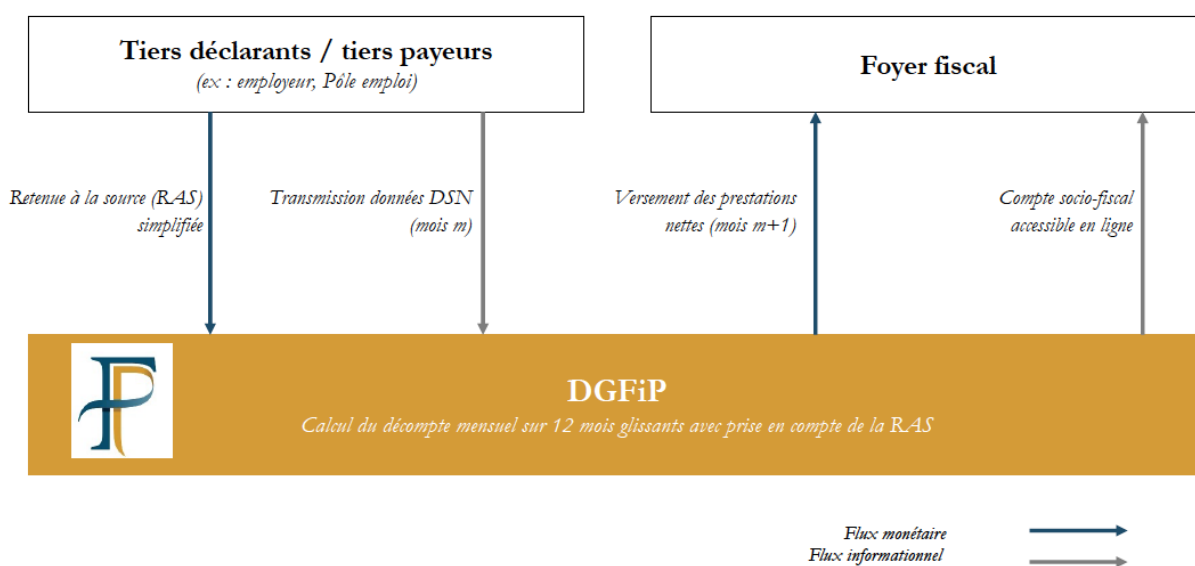 Tiers déclarants / tiers payeurs
(ex : employeur, Pôle emploi)
Foyer fiscal
Retenue à la source (RAS)
simplifiée
Transmission données DSN
(mois m)
Versement des prestations
nettes (mois m+1)
Compte socio-fiscal
accessible en ligne
DGFiP
Calcul du décompte mensuel sur 12 mois glissants avec prise en compte de la RAS
Flux monétaire
Flux informationnel